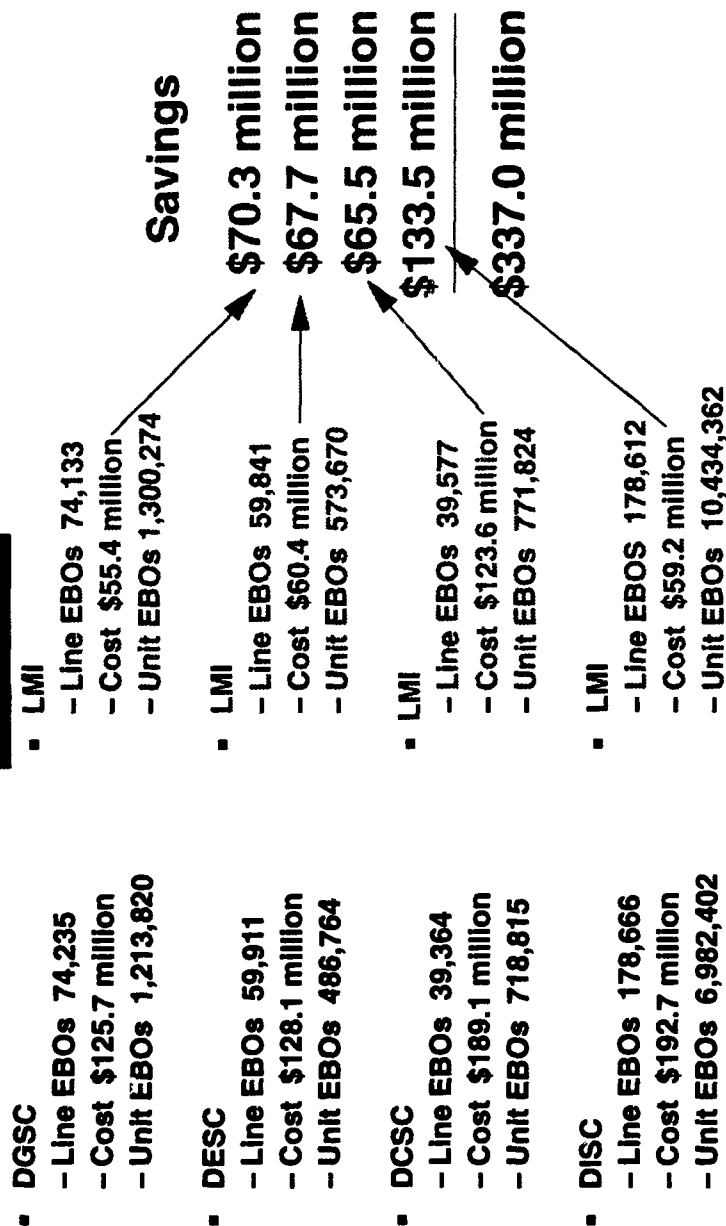 ▪ DGSC
– Line EBOs 74,235
– Cost $125.7 million
– Unit EBOs 1,213,820
▪ DESC
– Line EBOs 59,911
– Cost $128.1 million
– Unit EBOs 486,764
▪ DCSC
– Line EBOs 39,364
– Cost $189.1 million
– Unit EBOs 718,815
▪ DISC
– Line EBOs 178,666
– Cost $192.7 million
– Unit EBOs 6,982,402
▪ LMI
– Line EBOs 74,133
– Cost $55.4 million
– Unit EBOs 1,300,274
▪ LMI
– Line EBOs 59,841
– Cost $60.4 million
– Unit EBOs 573,670
▪ LMI
– Line EBOs 39,577
– Cost $123.6 million
– Unit EBOs 771,824
▪ LMI
– Line EBOS 178,612
– Cost $59.2 million
– Unit EBOs 10,434,362
Savings
$70.3 million
$67.7 million
$65.5 million
$133.5 million
$337.0 million